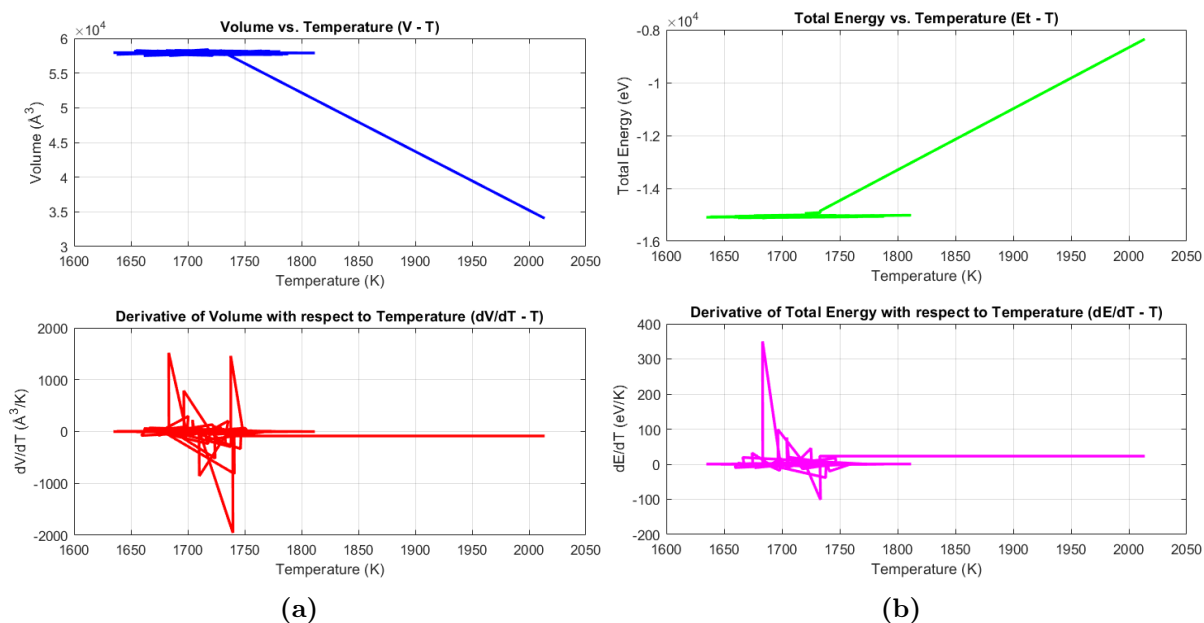 Volume vs. Temperature (V - T)
×10⁴
6
5.5
5
4.5
4
3.5
3
Volume (Å³)
1600 1650 1700 1750 1800 1850 1900 1950 2000 2050
Temperature (K)
Total Energy vs. Temperature (Et - T)
×10⁴
-0.8
-1
-1.2
-1.4
-1.6
Total Energy (eV)
1600 1650 1700 1750 1800 1850 1900 1950 2000 2050
Temperature (K)
Derivative of Volume with respect to Temperature (dV/dT - T)
2000
1000
0
-1000
-2000
dV/dT (Å³/K)
1600 1650 1700 1750 1800 1850 1900 1950 2000 2050
Temperature (K)
Derivative of Total Energy with respect to Temperature (dE/dT - T)
400
300
200
100
0
-100
-200
dE/dT (eV/K)
1600 1650 1700 1750 1800 1850 1900 1950 2000 2050
Temperature (K)
(a)
(b)